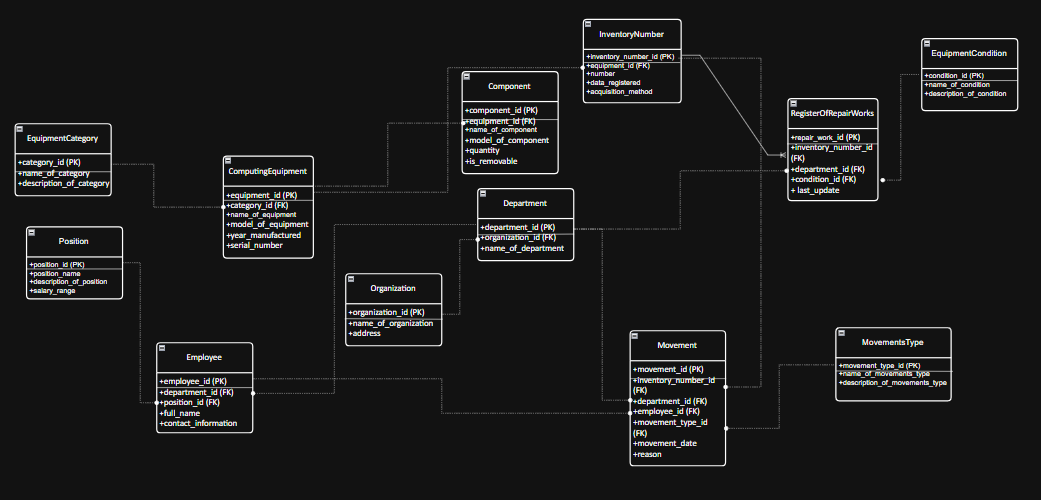 InventoryNumber
+inventory_number_id (PK)
+equipment_id (FK)
+number
+data_registered
+acquisition_method
EquipmentCondition
+condition_id (PK)
+name_of_condition
+description_of_condition
Component
+component_id (PK)
+equipment_id (FK)
+name_of_component
+model_of_component
+quantity
+is_removable
RegisterOfRepairWorks
+repair_work_id (PK)
+inventory_number_id
(FK)
+department_id (FK)
+condition_id (FK)
+ last_update
EquipmentCategory
+category_id (PK)
+name_of_category
+description_of_category
ComputingEquipment
+equipment_id (PK)
+category_id (FK)
+name_of_equipment
+model_of_equipment
+year_manufactured
+serial_number
Department
+department_id (PK)
+organization_id (FK)
+name_of_department
Position
+position_id (PK)
+position_name
+description_of_position
+salary_range
Organization
+organization_id (PK)
+name_of_organization
+address
Employee
+employee_id (PK)
+department_id (FK)
+position_id (FK)
+full_name
+contact_information
Movement
+movement_id (PK)
+inventory_number_id
(FK)
+department_id (FK)
+employee_id (FK)
+movement_type_id
(FK)
+movement_date
+reason
MovementsType
+movement_type_id (PK)
+name_of_movements_type
+description_of_movements_type